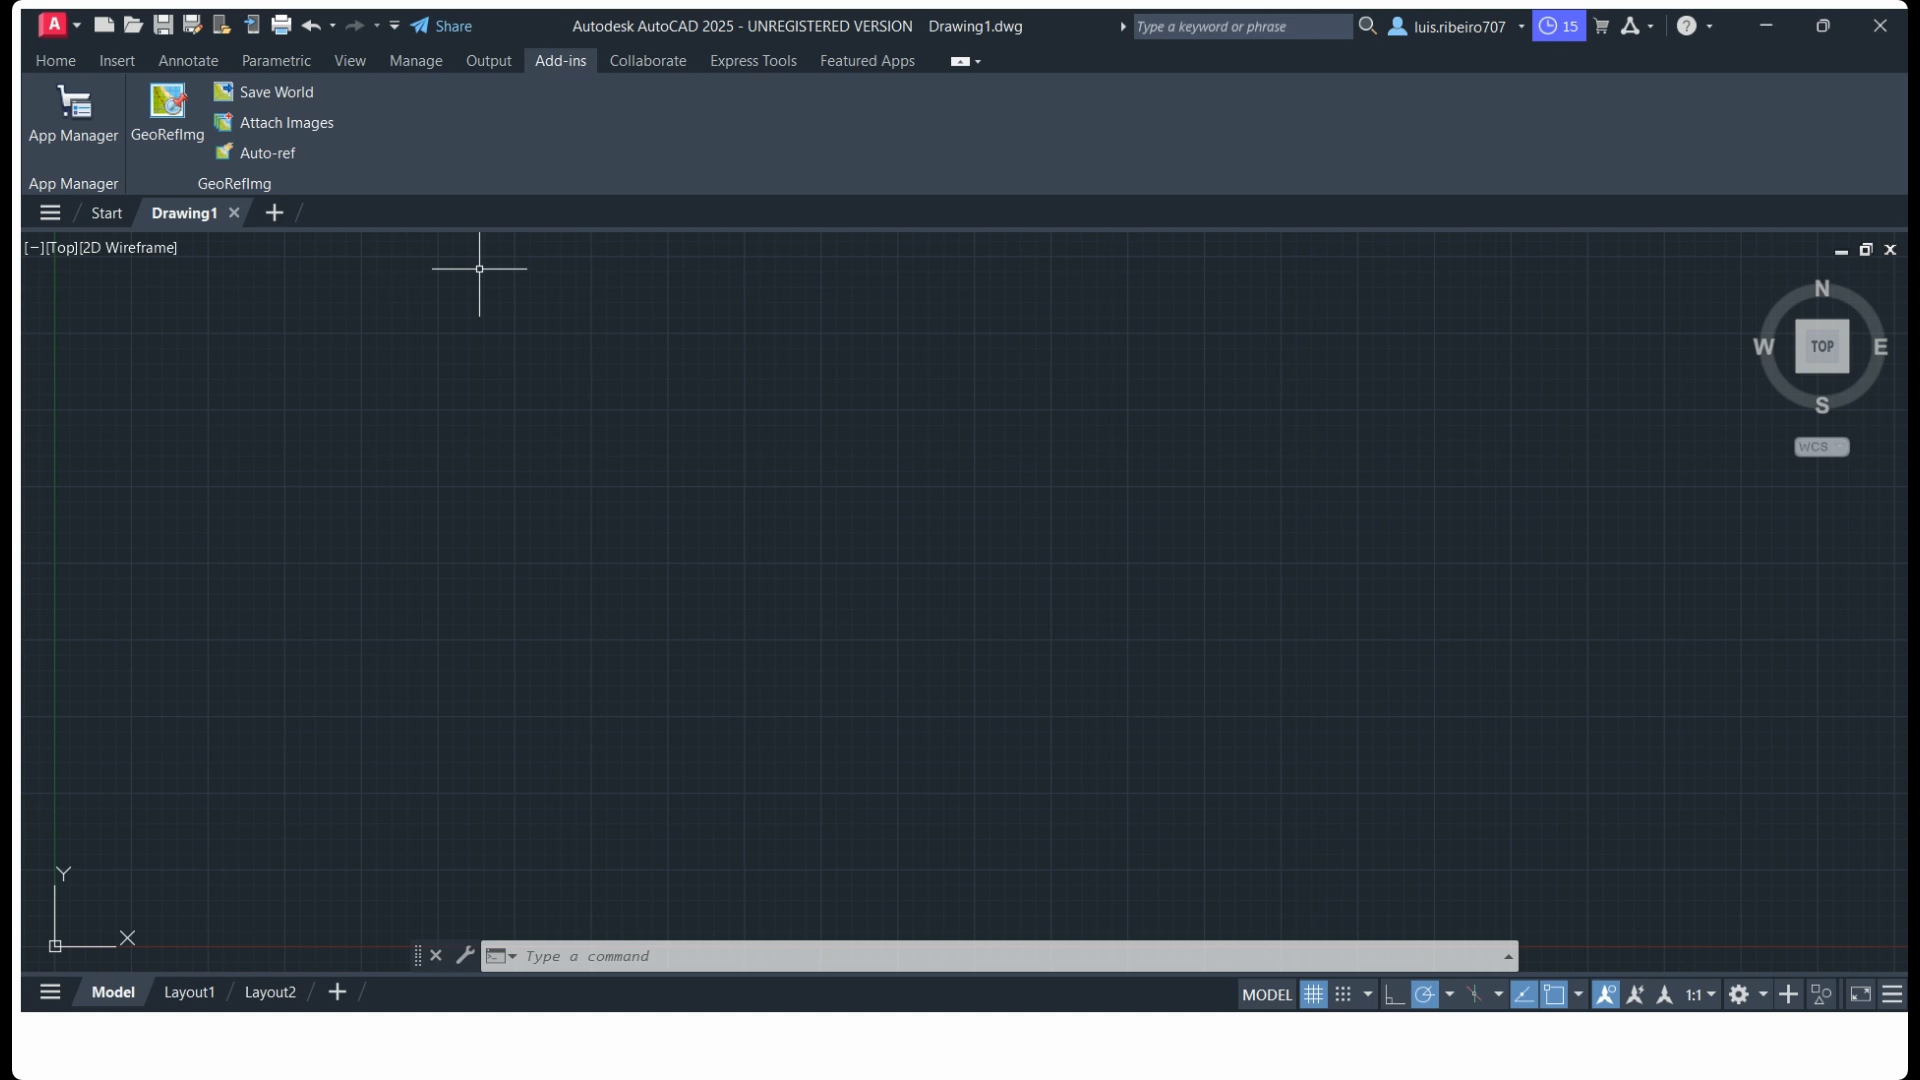 A Share Autodesk AutoCAD 2025 - UNREGISTERED VERSION Drawing1.dwg Type a keyword or phrase luis.ribeiro707 15 ?
Home Insert Annotate Parametric View Manage Output Add-ins Collaborate Express Tools Featured Apps
Save World
Attach Images
App Manager GeoRefImg
Auto-ref
App Manager GeoRefImg
Start Drawing1
[−][Top][2D Wireframe]
N
W TOP E
S
WCS
Y
X
Type a command
Model Layout1 Layout2 MODEL 1:1